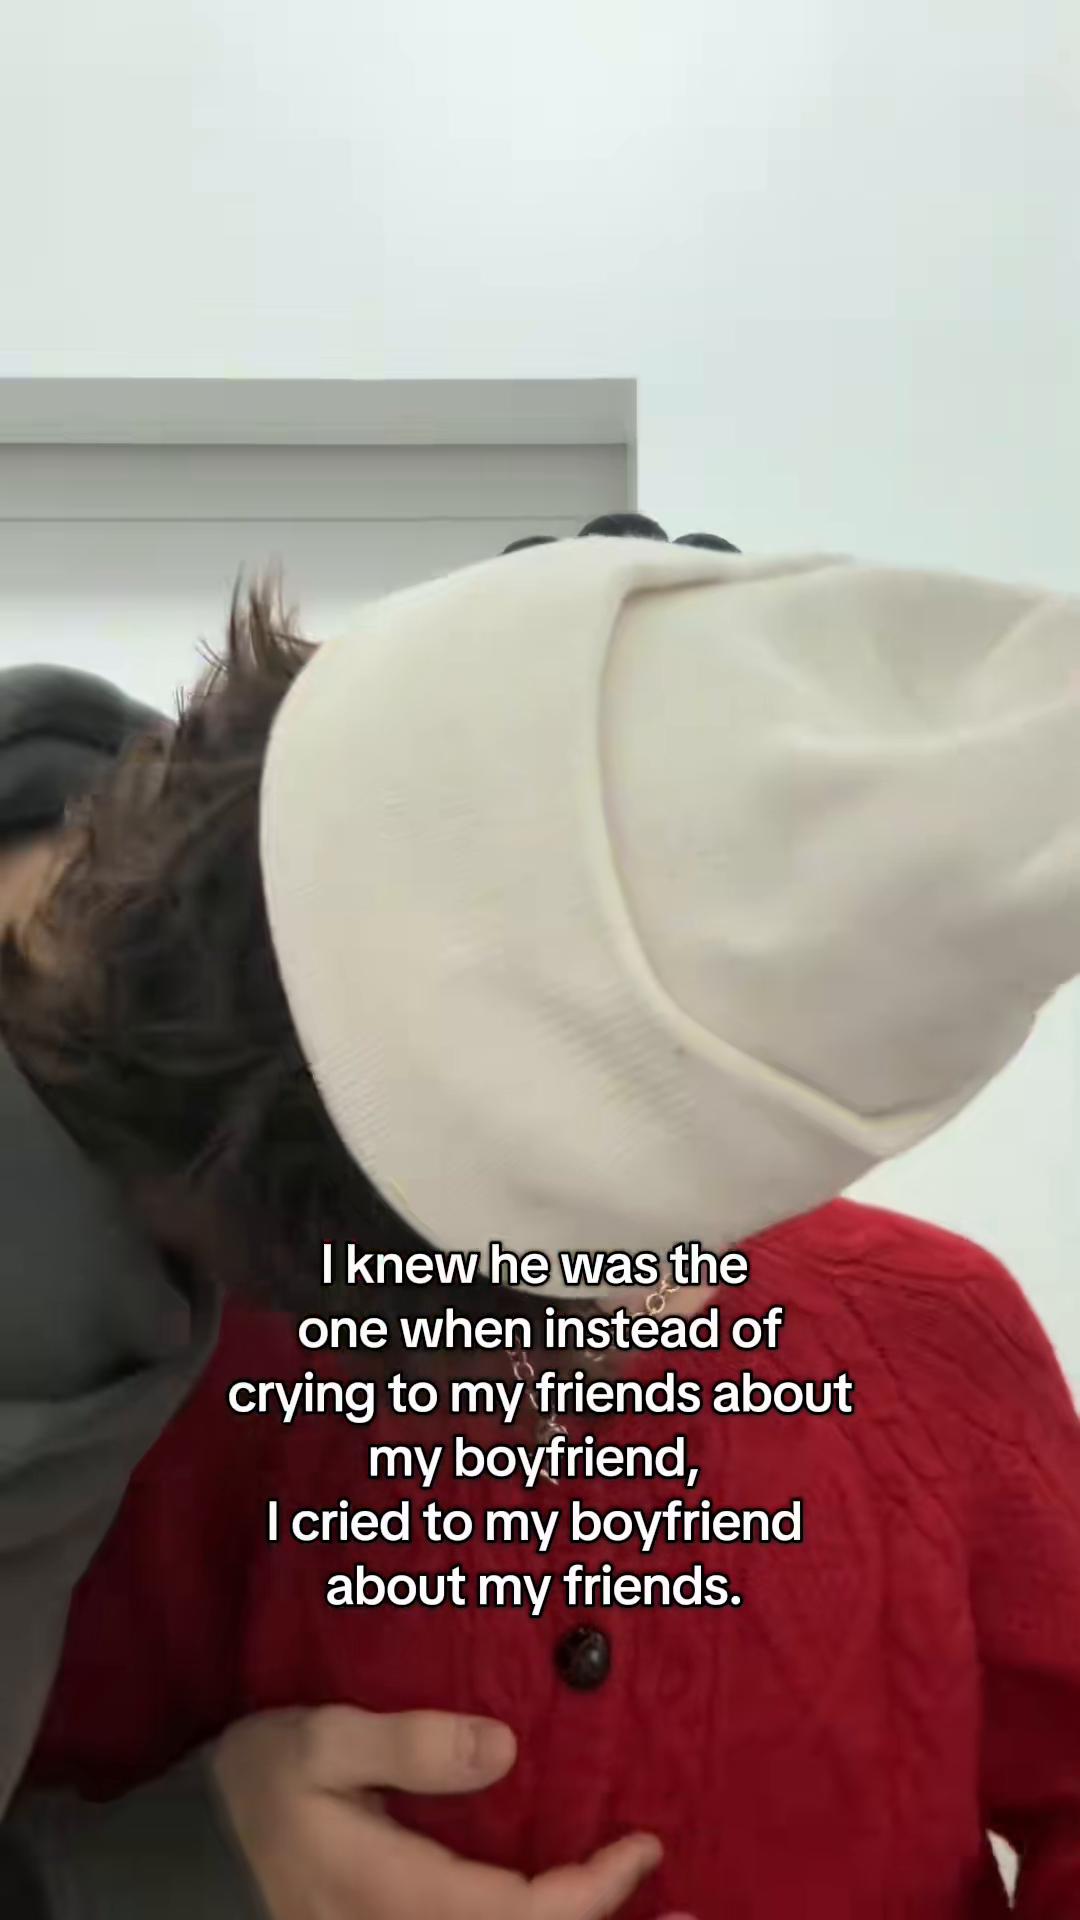 I knew he was the
one when instead of
crying to my friends about
my boyfriend,
I cried to my boyfriend
about my friends.